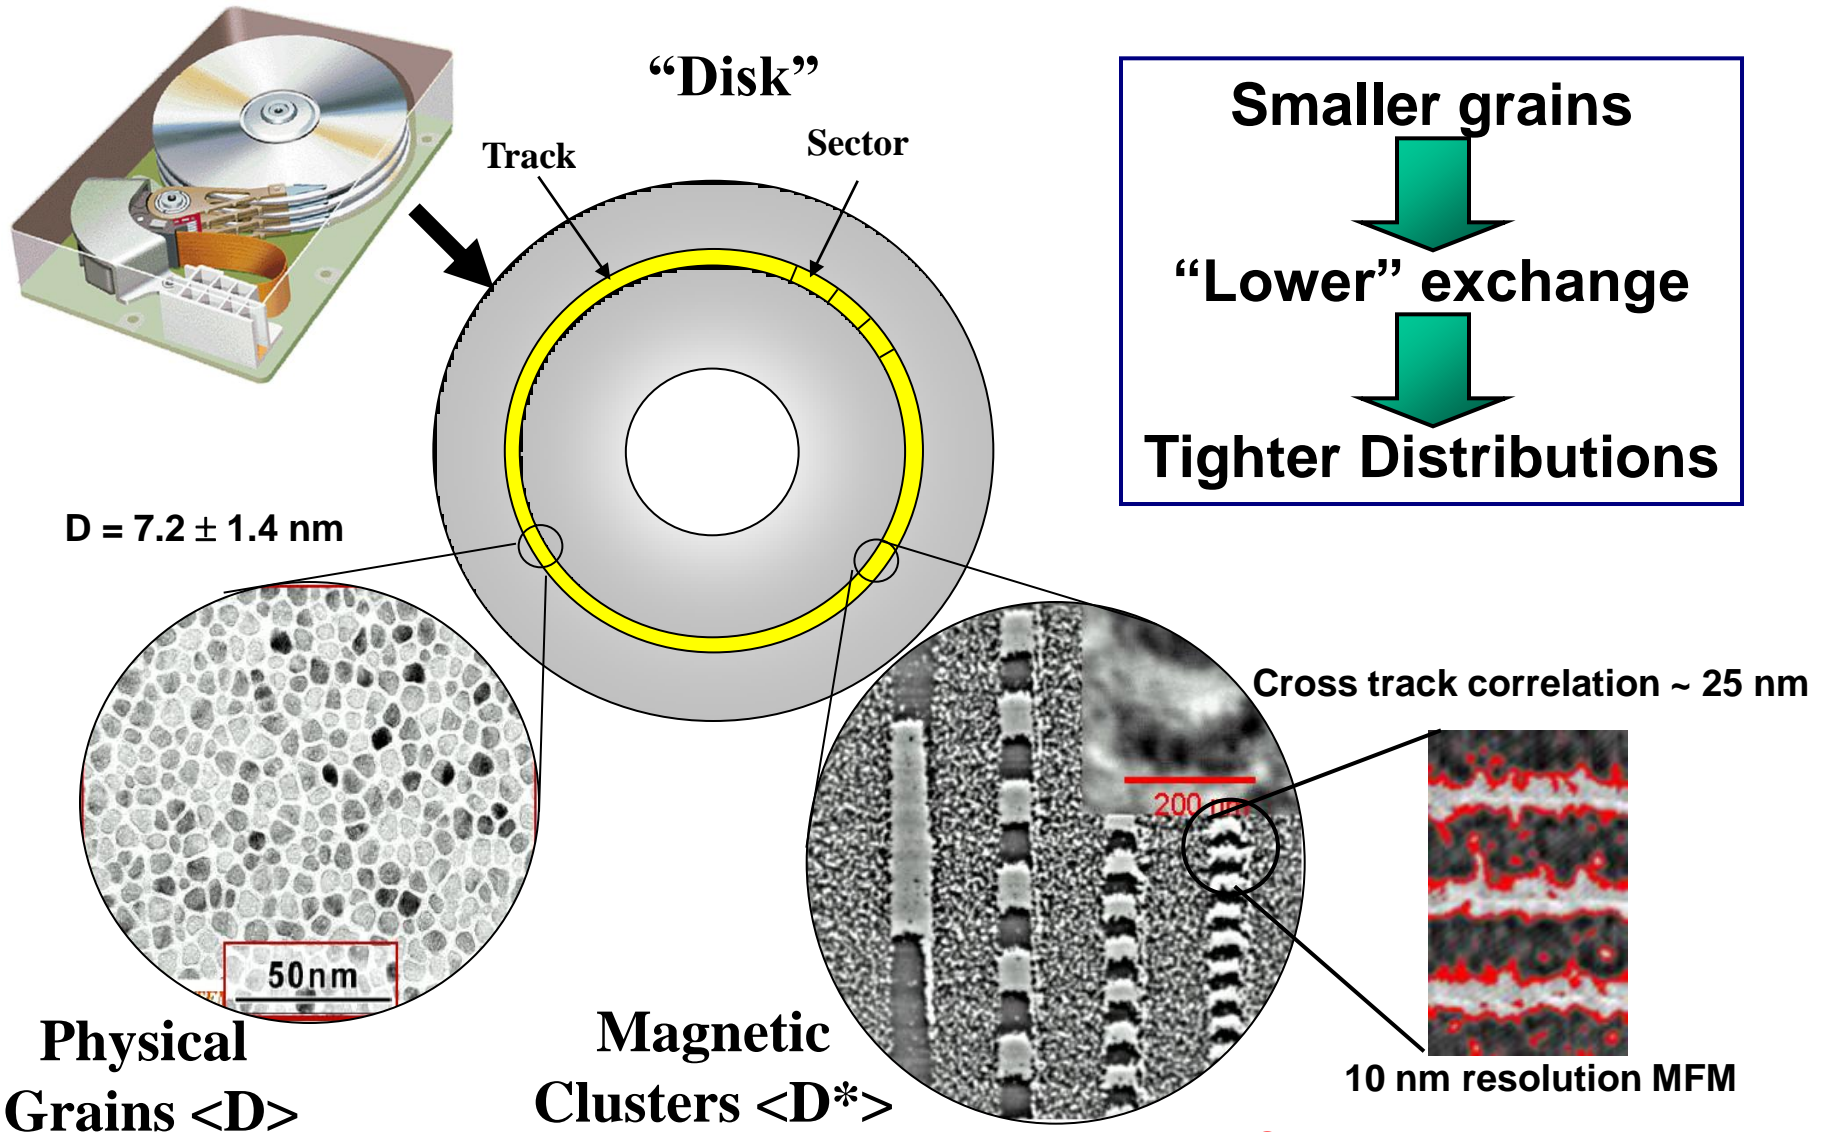 “Disk”
Track
Sector
Smaller grains
“Lower” exchange
Tighter Distributions
D = 7.2 ± 1.4 nm
50nm
Physical
Grains <D>
Magnetic
Clusters <D*>
200 nm
Cross track correlation ~ 25 nm
10 nm resolution MFM